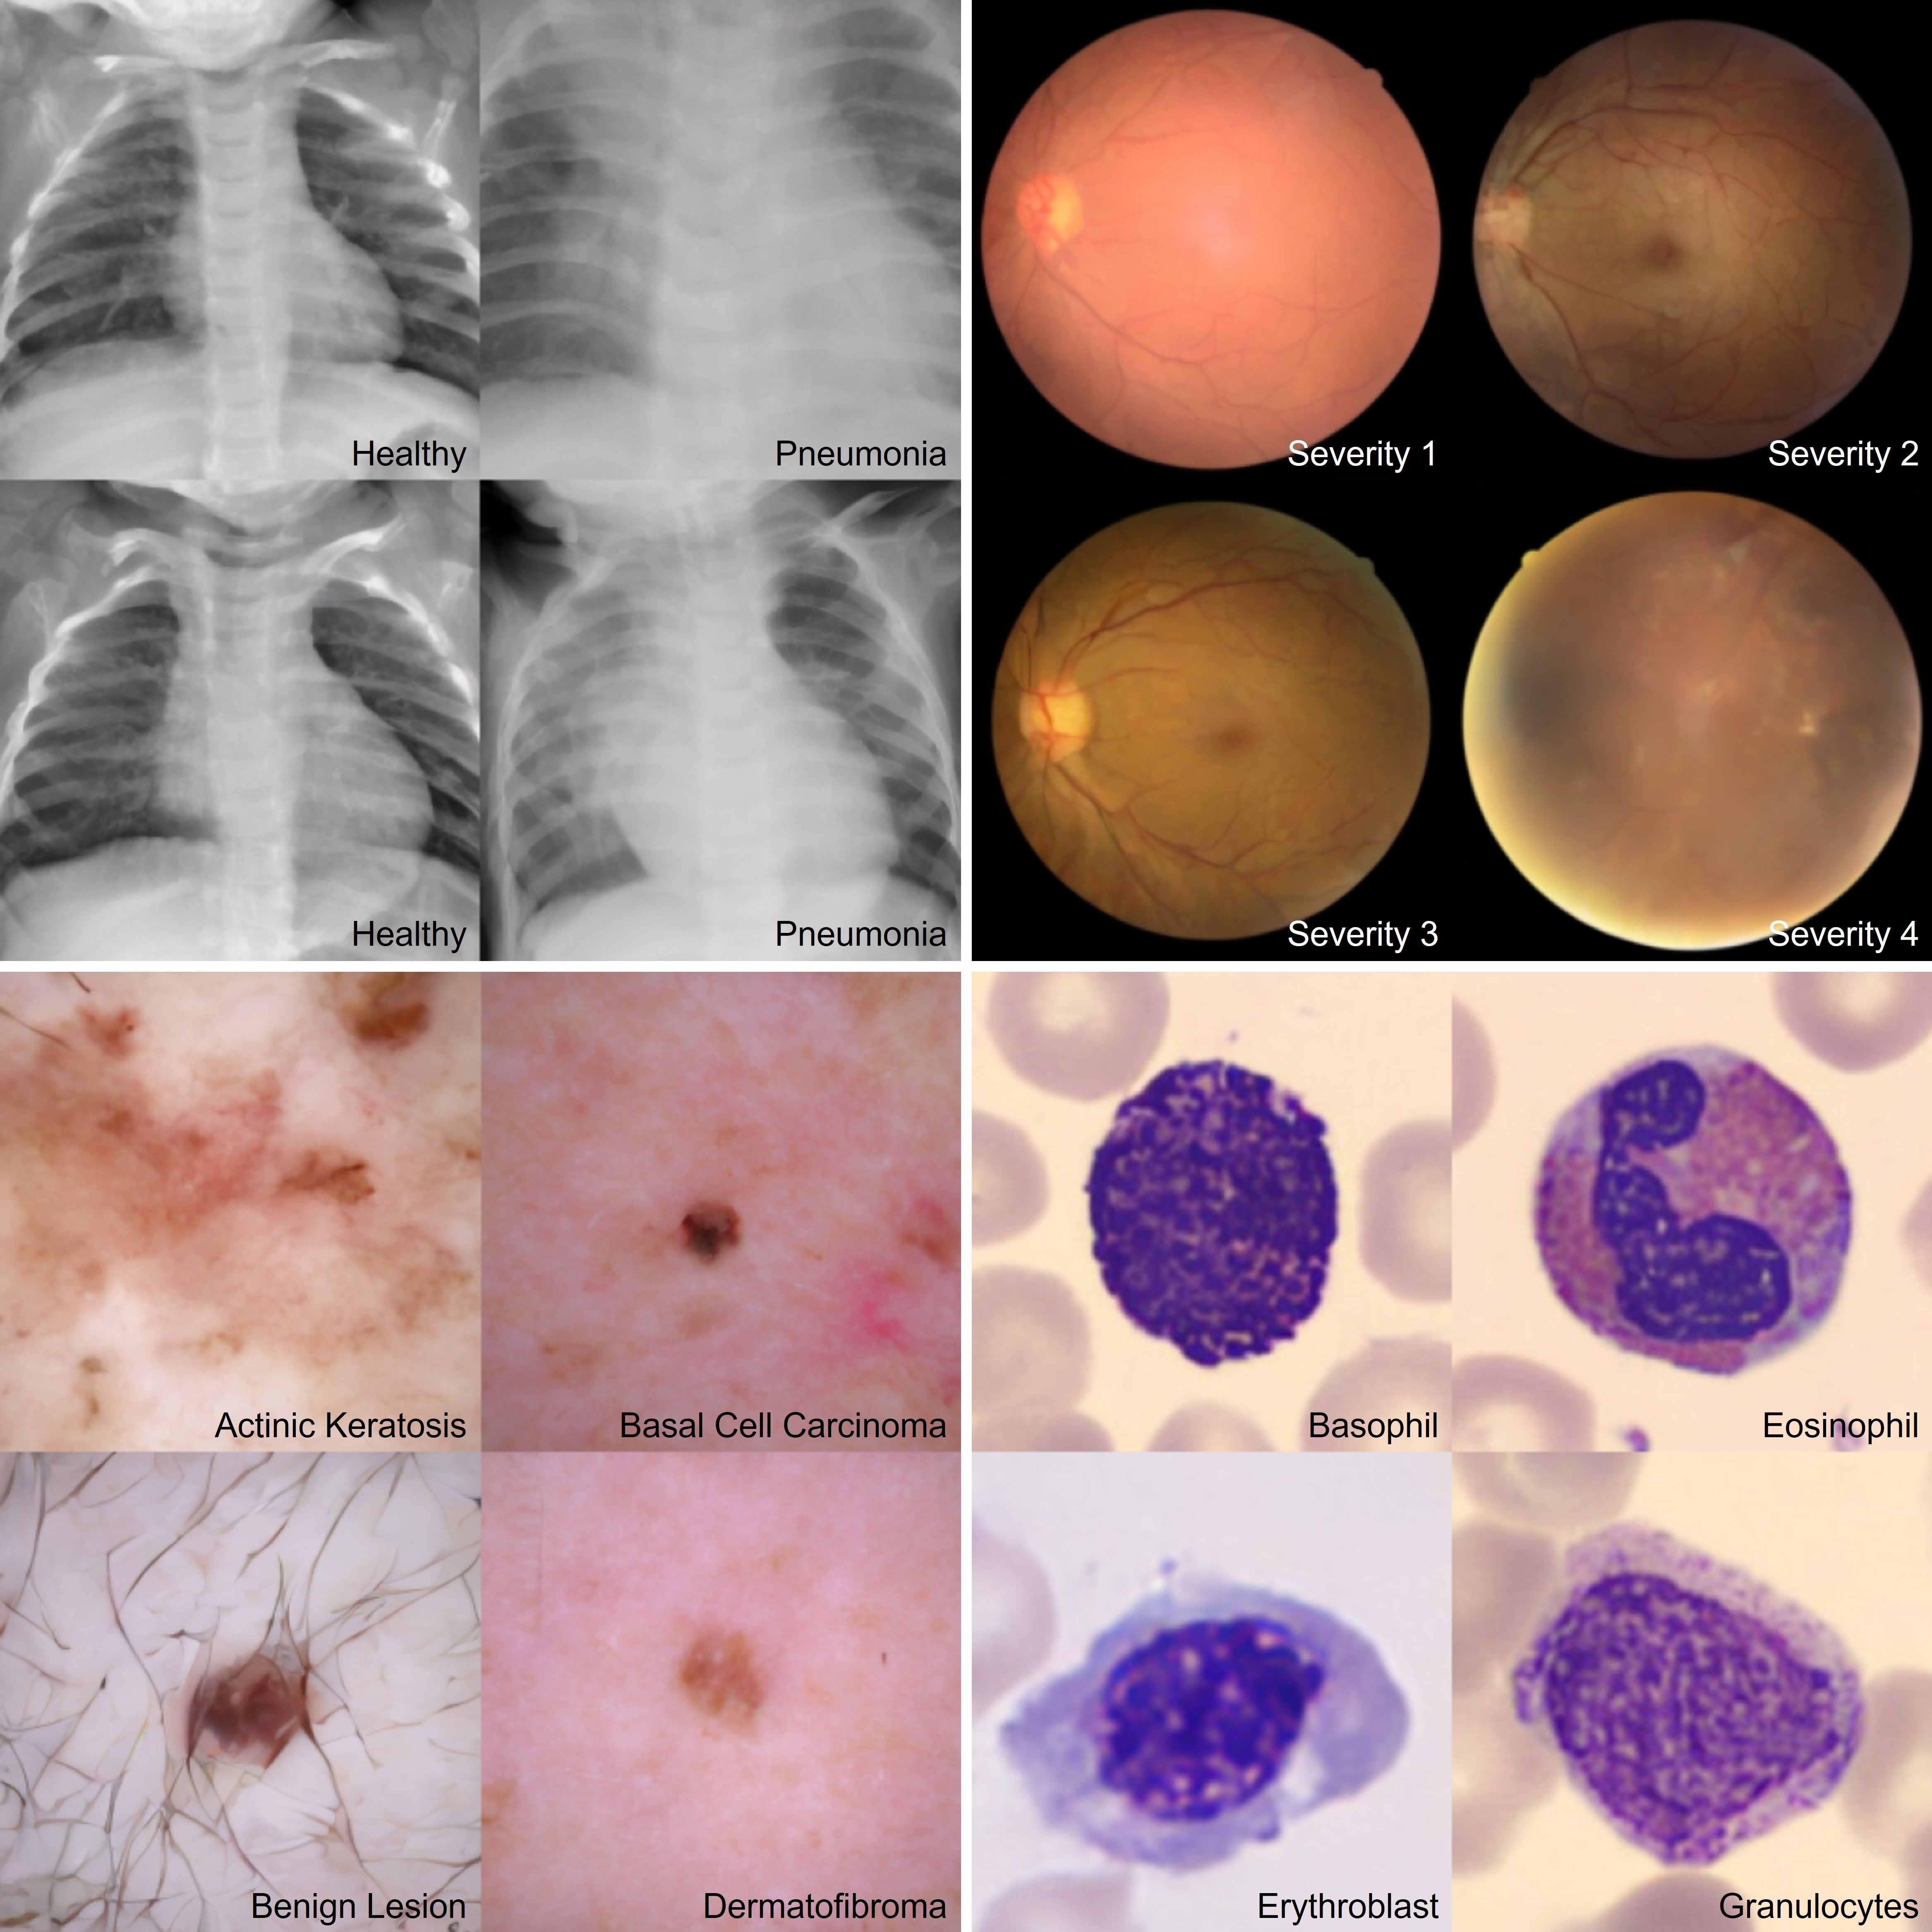 Healthy
Pneumonia
Healthy
Pneumonia
Severity 1
Severity 2
Severity 3
Severity 4
Actinic Keratosis
Basal Cell Carcinoma
Benign Lesion
Dermatofibroma
Basophil
Eosinophil
Erythroblast
Granulocytes